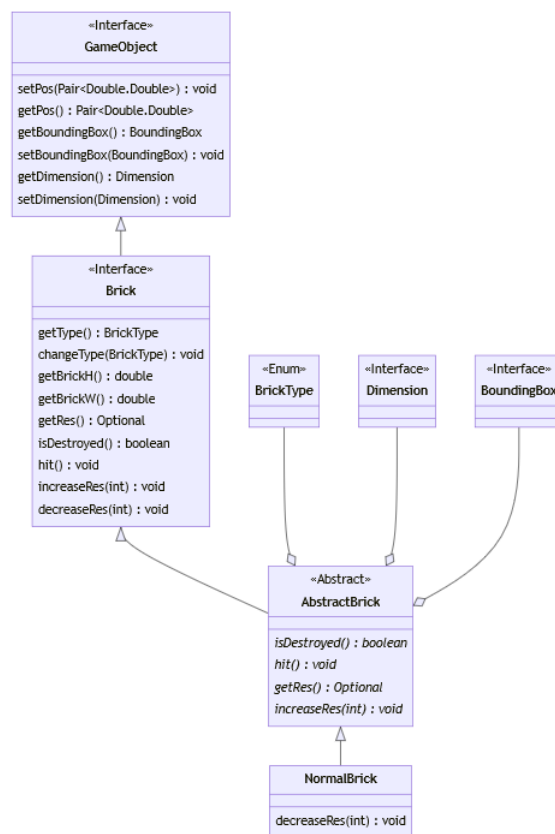 «Interface»
GameObject
setPos(Pair<Double.Double>) : void
getPos() : Pair<Double.Double>
getBoundingBox() : BoundingBox
setBoundingBox(BoundingBox) : void
getDimension() : Dimension
setDimension(Dimension) : void
«Interface»
Brick
getType() : BrickType
changeType(BrickType) : void
getBrickH() : double
getBrickW() : double
getRes() : Optional
isDestroyed() : boolean
hit() : void
increaseRes(int) : void
decreaseRes(int) : void
«Enum»
BrickType
«Interface»
Dimension
«Interface»
BoundingBox
«Abstract»
AbstractBrick
isDestroyed() : boolean
hit() : void
getRes() : Optional
increaseRes(int) : void
NormalBrick
decreaseRes(int) : void